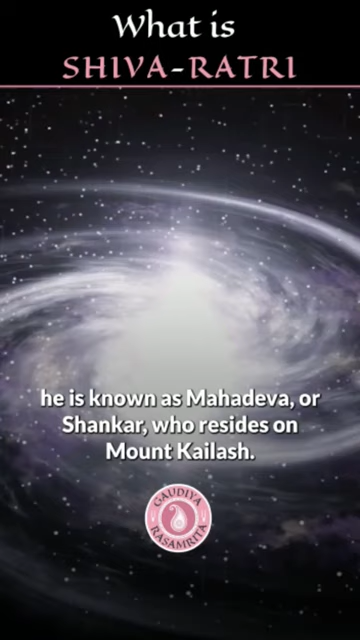 What is
SHIVA-RATRI
he is known as Mahadeva, or
Shankar, who resides on
Mount Kailash.
GAUDIYA
RASAMRITA